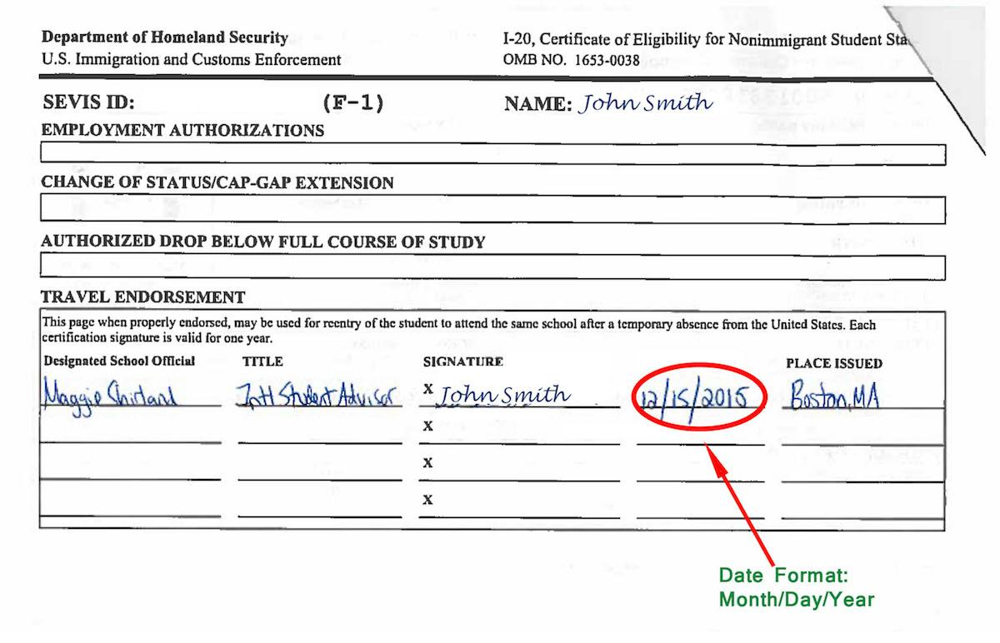 Department of Homeland Security
U.S. Immigration and Customs Enforcement
I-20, Certificate of Eligibility for Nonimmigrant Student Sta
OMB NO. 1653-0038
SEVIS ID: (F-1) NAME: John Smith
EMPLOYMENT AUTHORIZATIONS
CHANGE OF STATUS/CAP-GAP EXTENSION
AUTHORIZED DROP BELOW FULL COURSE OF STUDY
TRAVEL ENDORSEMENT
This page when properly endorsed, may be used for reentry of the student to attend the same school after a temporary absence from the United States. Each
certification signature is valid for one year.
Designated School Official TITLE SIGNATURE PLACE ISSUED
Maggie Int'l Student Advisor X John Smith 12/15/2015 Boston, MA
X
X
X
Date Format:
Month/Day/Year